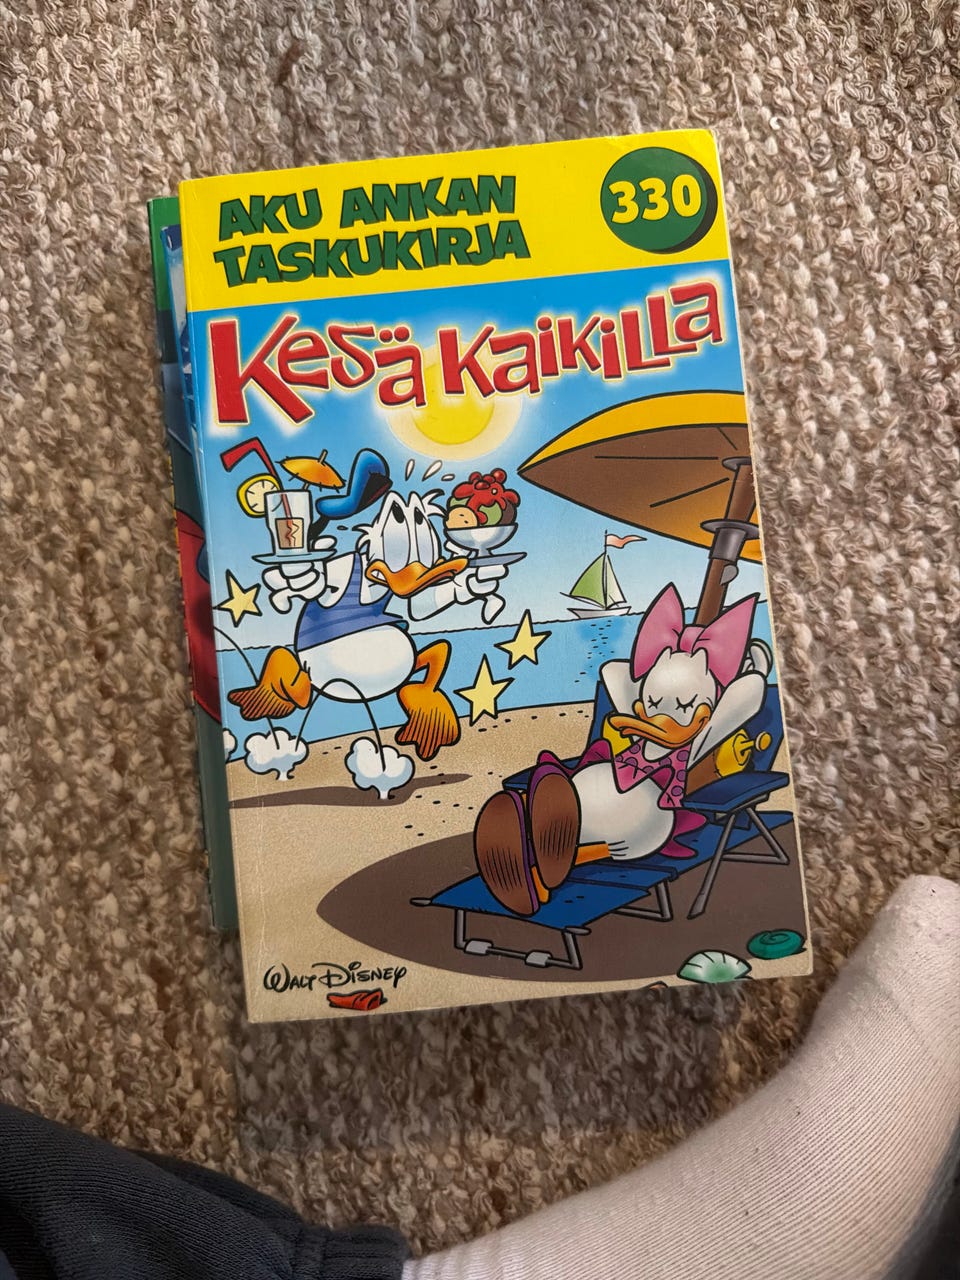 AKU ANKAN
TASKUKIRJA
330
Kesä Kaikilla
WALT DISNEY